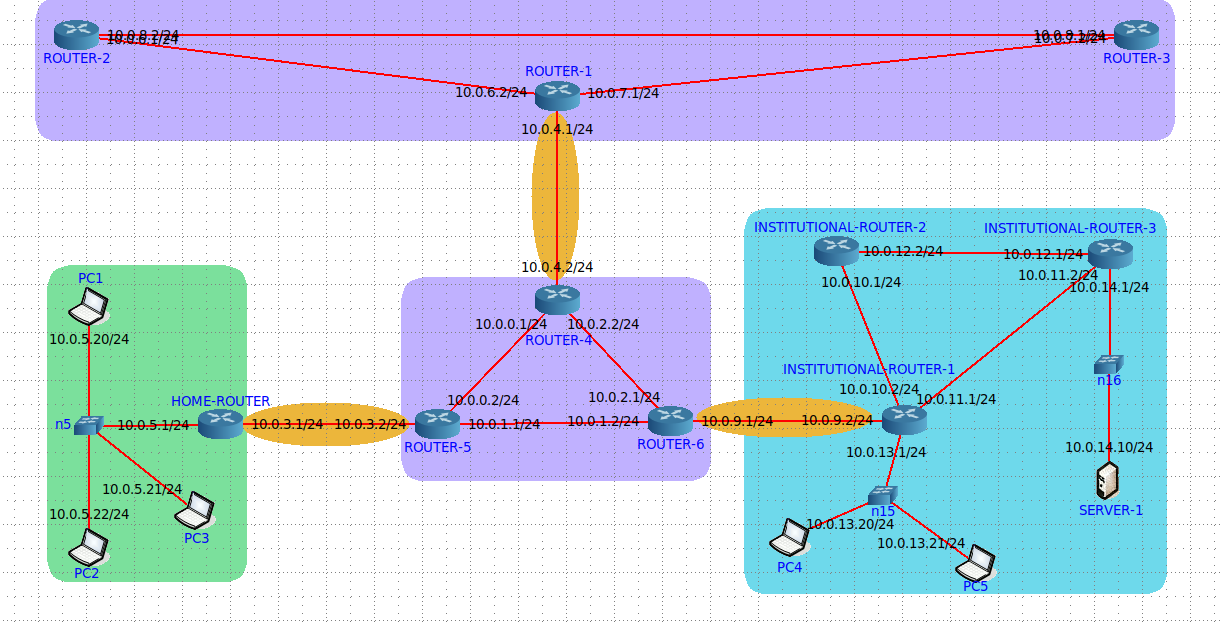 10.0.8.2/24
10.0.6.1/24
ROUTER-2
10.0.8.1/24
10.0.7.2/24
ROUTER-3
ROUTER-1
10.0.6.2/24
10.0.7.1/24
10.0.4.1/24
10.0.4.2/24
10.0.0.1/24
10.0.2.2/24
ROUTER-4
10.0.0.2/24
10.0.2.1/24
10.0.1.1/24
10.0.1.2/24
ROUTER-5
ROUTER-6
PC1
10.0.5.20/24
HOME-ROUTER
n5
10.0.5.1/24
10.0.3.1/24
10.0.3.2/24
10.0.5.21/24
10.0.5.22/24
PC3
PC2
INSTITUTIONAL-ROUTER-2
INSTITUTIONAL-ROUTER-3
10.0.12.2/24
10.0.12.1/24
10.0.11.2/24
10.0.10.1/24
10.0.14.1/24
INSTITUTIONAL-ROUTER-1
n16
10.0.10.2/24
10.0.11.1/24
10.0.9.1/24
10.0.9.2/24
10.0.13.1/24
10.0.14.10/24
n15
SERVER-1
10.0.13.20/24
10.0.13.21/24
PC4
PC5